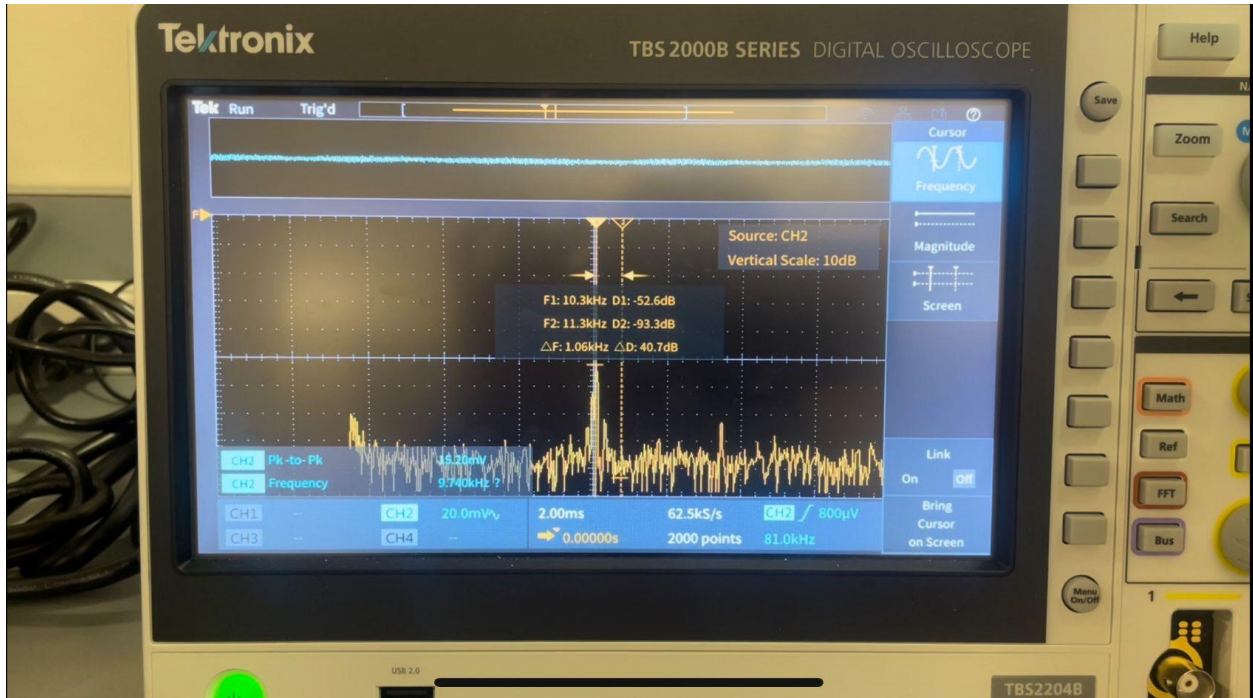 Tektronix
TBS 2000B SERIES DIGITAL OSCILLOSCOPE
Help
Tek Run Trig'd
Save
Cursor
Frequency
Zoom
Search
Source: CH2
Vertical Scale: 10dB
Magnitude
Screen
F
F1: 10.3kHz D1: -52.6dB
F2: 11.3kHz D2: -93.3dB
△F: 1.06kHz △D: 40.7dB
Math
Ref
FFT
Bus
CH2 Pk-to-Pk 15.20mV
CH2 Frequency 9.740kHz ?
Link
On Off
Bring
Cursor
on Screen
CH1 -- CH2 20.0mV 2.00ms 62.5kS/s CH2 800μV
CH3 -- CH4 -- 0.00000s 2000 points 81.0kHz
Menu
On/Off
1
USB 2.0
TBS2204B